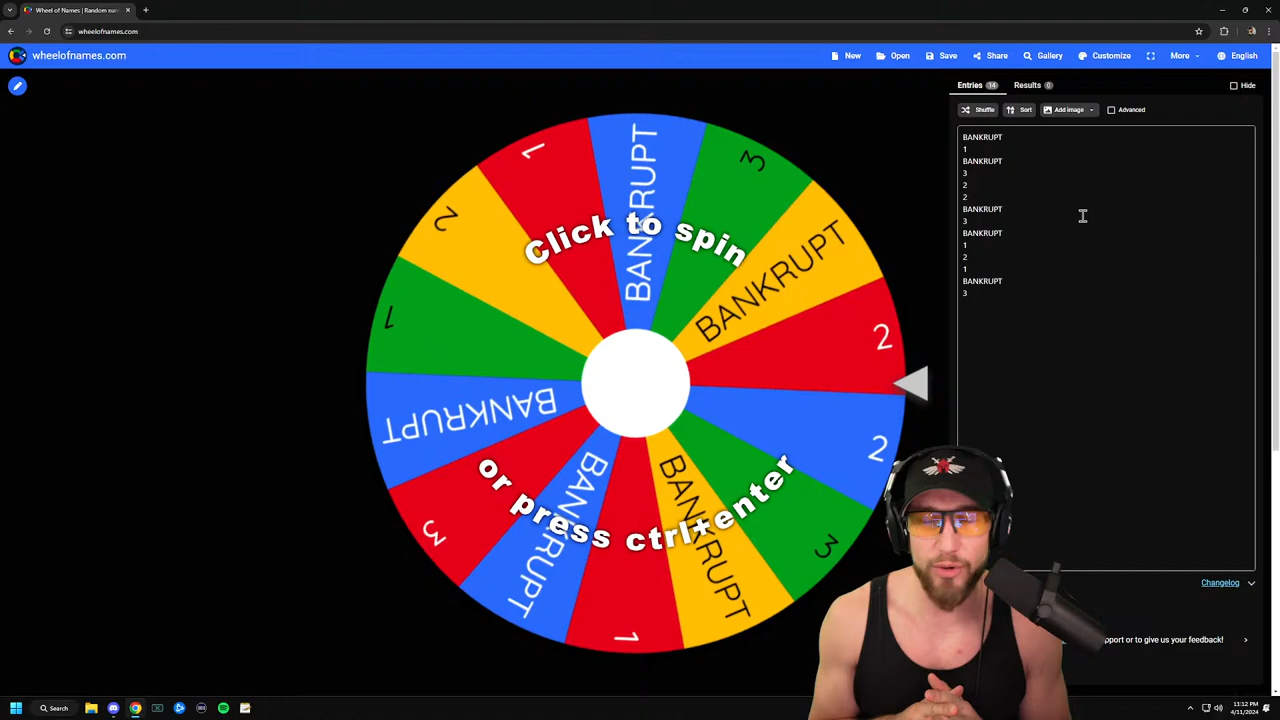 Wheel of Names | Random nam
wheelofnames.com
wheelofnames.com
New
Open
Save
Share
Gallery
Customize
More
English
Entries 14
Results 0
Hide
Shuffle
Sort
Add image
Advanced
BANKRUPT
1
BANKRUPT
3
2
2
BANKRUPT
3
BANKRUPT
1
2
1
BANKRUPT
3
Click to spin
or press ctrl+enter
BANKRUPT
3
BANKRUPT
2
2
3
BANKRUPT
1
BANKRUPT
3
BANKRUPT
1
2
1
Changelog
support or to give us your feedback!
Search
11:12 PM
4/11/2024